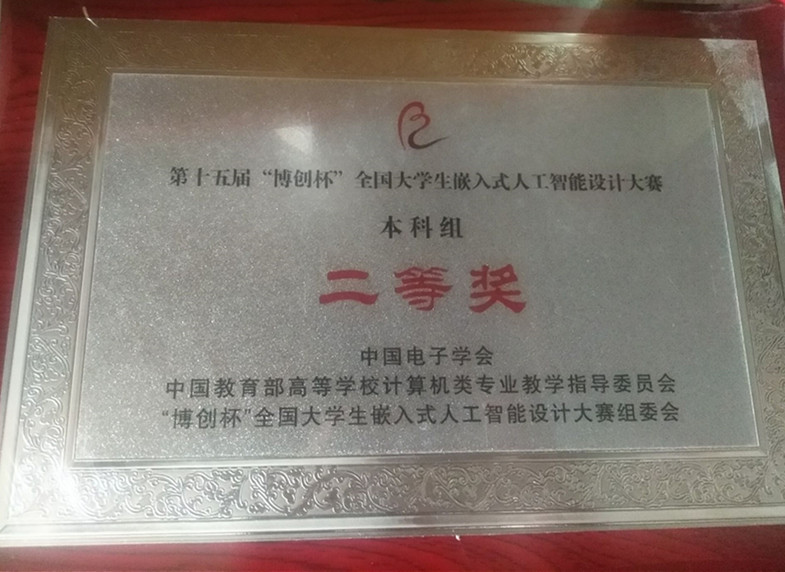 第十五届“博创杯”全国大学生嵌入式人工智能设计大赛
本科组
二等奖
中国电子学会
中国教育部高等学校计算机类专业教学指导委员会
“博创杯”全国大学生嵌入式人工智能设计大赛组委会